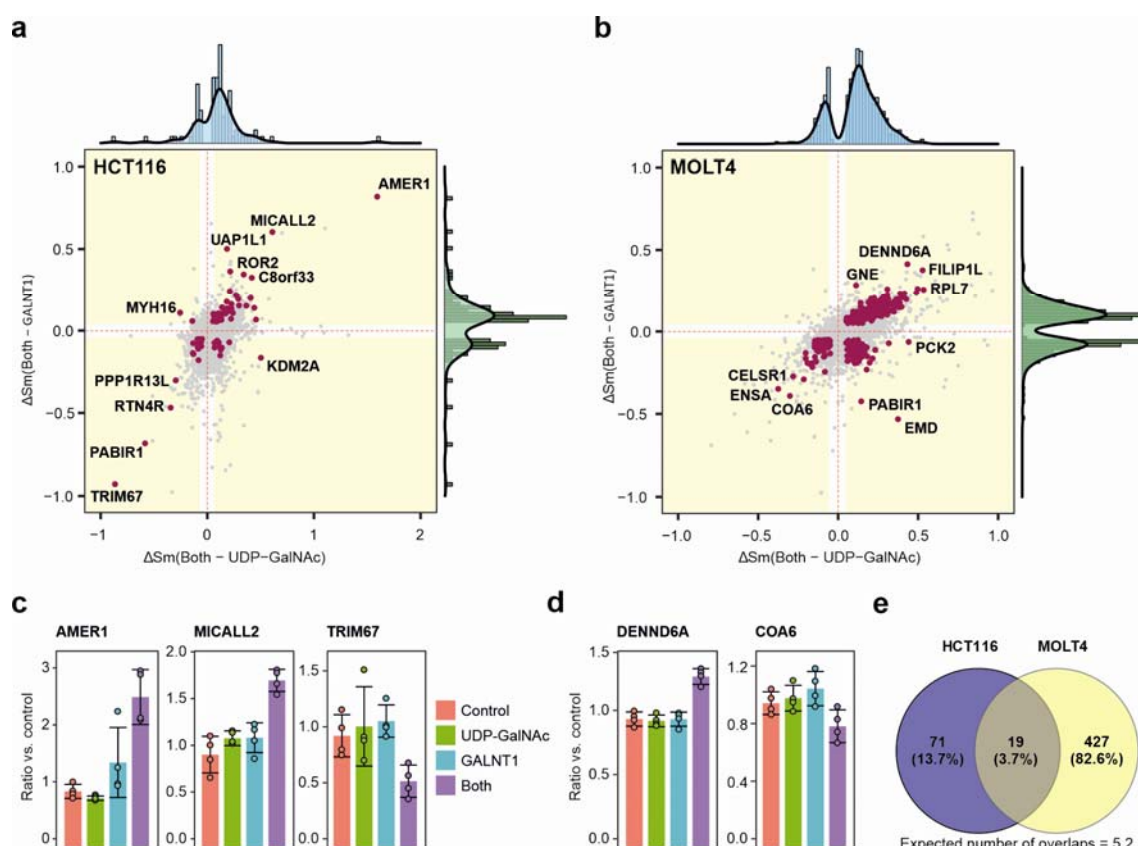 a
HCT116
AMER1
MICALL2
UAP1L1
ROR2
C8orf33
MYH16
KDM2A
PPP1R13L
RTN4R
PABIR1
TRIM67
1.0
0.5
0.0
−0.5
−1.0
ΔSm(Both − GALNT1)
−1
0
1
2
ΔSm(Both − UDP−GalNAc)
b
MOLT4
DENND6A
GNE
FILIP1L
RPL7
PCK2
CELSR1
ENSA
COA6
PABIR1
EMD
1.0
0.5
0.0
−0.5
−1.0
ΔSm(Both − GALNT1)
−1.0
−0.5
0.0
0.5
1.0
ΔSm(Both − UDP−GalNAc)
c
AMER1
MICALL2
TRIM67
Ratio vs. control
3
2
1
0
2.0
1.5
1.0
0.5
0.0
1.5
1.0
0.5
0.0
Control
UDP-GalNAc
GALNT1
Both
d
DENND6A
COA6
Ratio vs. control
1.5
1.0
0.5
0.0
1.2
0.8
0.4
0.0
e
HCT116
MOLT4
71
(13.7%)
19
(3.7%)
427
(82.6%)
Expected number of overlaps = 5.2